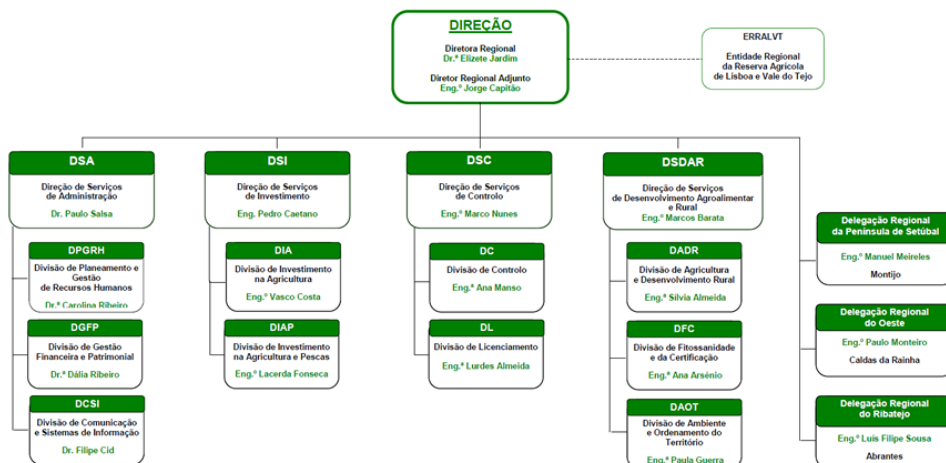 DIREÇÃO
Diretora Regional
Dr.ª Elizete Jardim
Diretor Regional Adjunto
Eng.º Jorge Capitão
ERRALVT
Entidade Regional
da Reserva Agrícola
de Lisboa e Vale do Tejo
DSA
Direção de Serviços
de Administração
Dr. Paulo Salsa
DPGRH
Divisão de Planeamento e
Gestão
de Recursos Humanos
Dr.ª Carolina Ribeiro
DGFP
Divisão de Gestão
Financeira e Patrimonial
Dr.ª Dália Ribeiro
DCSI
Divisão de Comunicação
e Sistemas de Informação
Dr. Filipe Cid
DSI
Direção de Serviços
de Investimento
Eng. Pedro Caetano
DIA
Divisão de Investimento
na Agricultura
Eng.º Vasco Costa
DIAP
Divisão de Investimento
na Agricultura e Pescas
Eng.º Lacerda Fonseca
DSC
Direção de Serviços
de Controlo
Eng.º Marco Nunes
DC
Divisão de Controlo
Eng.ª Ana Manso
DL
Divisão de Licenciamento
Eng.ª Lurdes Almeida
DSDAR
Direção de Serviços
de Desenvolvimento Agroalimentar
e Rural
Eng.º Marcos Barata
DADR
Divisão de Agricultura
e Desenvolvimento Rural
Eng.ª Sílvia Almeida
DFC
Divisão de Fitossanidade
e da Certificação
Eng.ª Ana Arsénio
DAOT
Divisão de Ambiente
e Ordenamento do
Território
Eng.ª Paula Guerra
Delegação Regional
da Península de Setúbal
Eng.º Manuel Meireles
Montijo
Delegação Regional
do Oeste
Eng.º Paulo Monteiro
Caldas da Rainha
Delegação Regional
do Ribatejo
Eng.º Luís Filipe Sousa
Abrantes